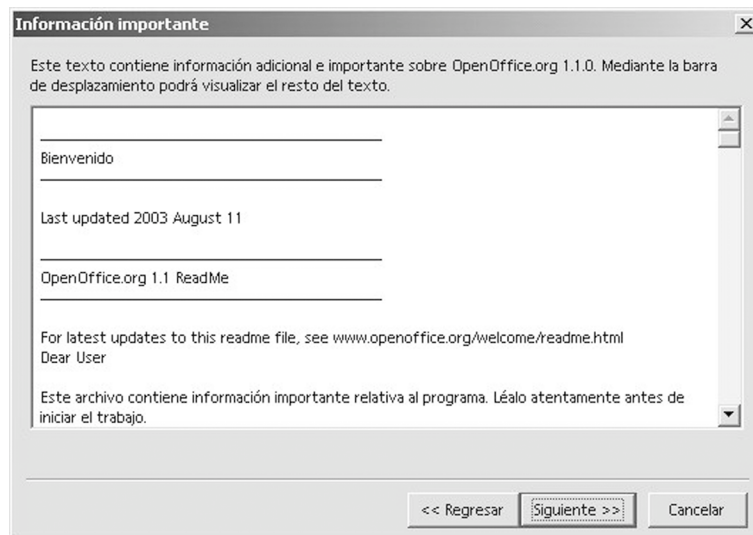 Información importante
Este texto contiene información adicional e importante sobre OpenOffice.org 1.1.0. Mediante la barra
de desplazamiento podrá visualizar el resto del texto.
Bienvenido
Last updated 2003 August 11
OpenOffice.org 1.1 ReadMe
For latest updates to this readme file, see www.openoffice.org/welcome/readme.html
Dear User
Este archivo contiene información importante relativa al programa. Léalo atentamente antes de
iniciar el trabajo.
<< Regresar
Siguiente >>
Cancelar